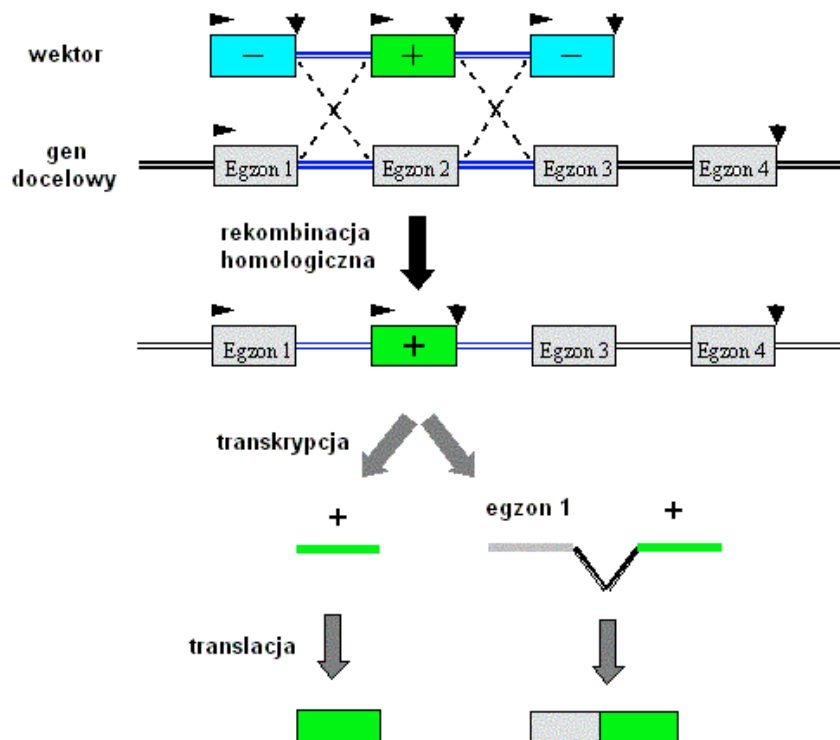 wektor
− + −
gen
docelowy
Egzon 1 Egzon 2 Egzon 3 Egzon 4
rekombinacja
homologiczna
Egzon 1 + Egzon 3 Egzon 4
transkrypcja
+ egzon 1 +
translacja